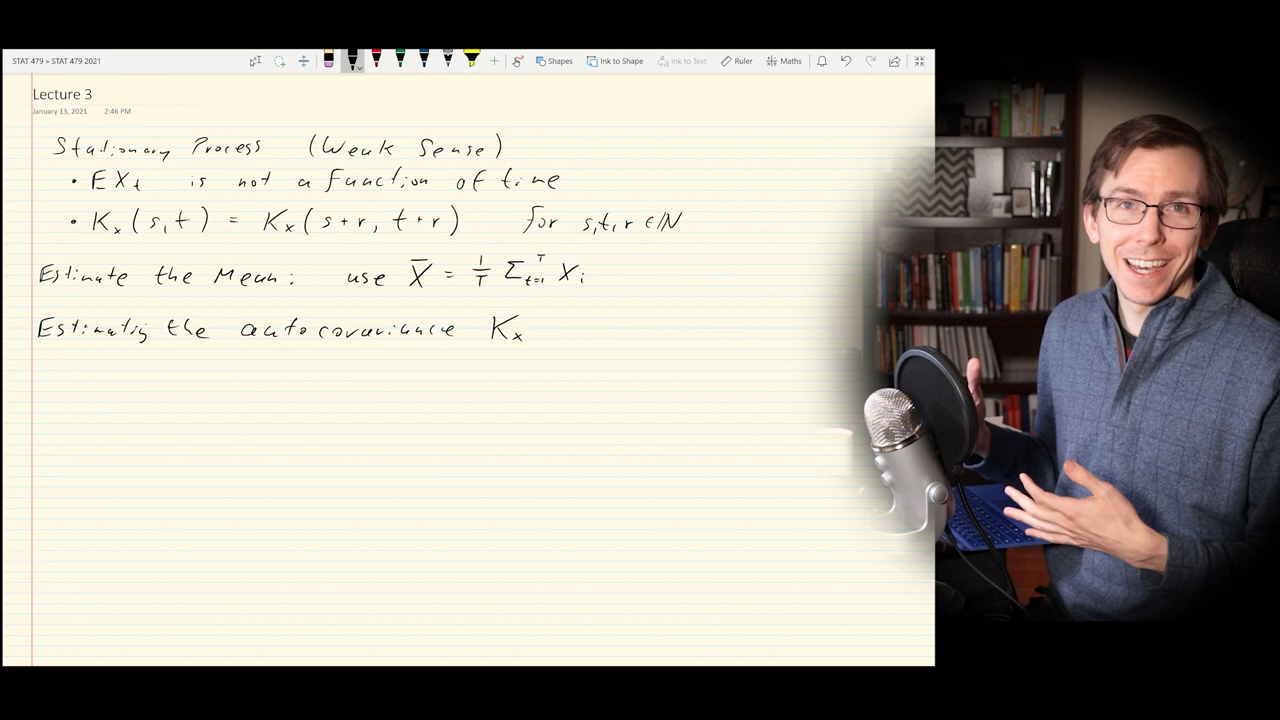 STAT 479 » STAT 479 2021
Shapes Ink to Shape Ink to Text Ruler Maths
Lecture 3
January 13, 2021 2:46 PM
Stationary Process (Weak Sense)
• EXₜ is not a function of time
• Kₓ(s,t) = Kₓ(s+r, t+r) for s,t,r ∈ ℕ
Estimate the Mean: use X̄ = 1/T Σₜ₌₁ᵀ Xᵢ
Estimating the autocovariance Kₓ